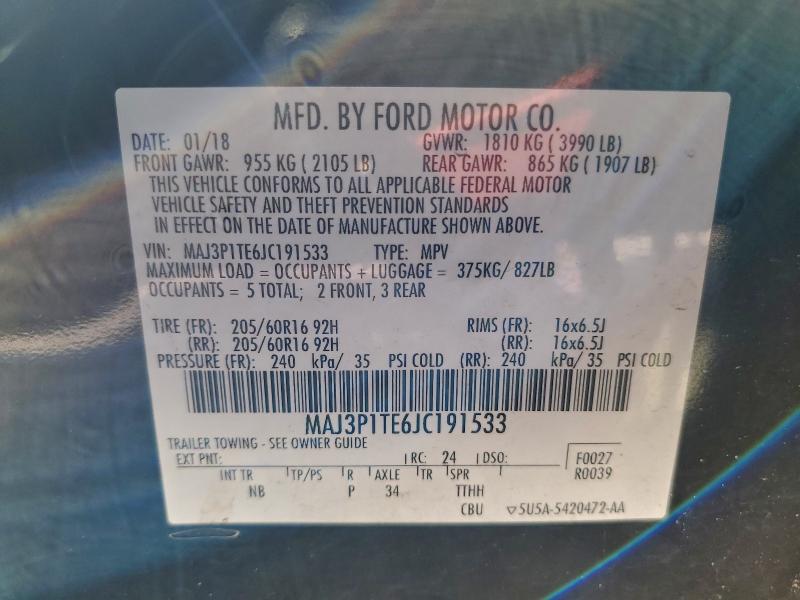 MFD. BY FORD MOTOR CO.
DATE: 01/18 GVWR: 1810 KG ( 3990 LB)
FRONT GAWR: 955 KG ( 2105 LB) REAR GAWR: 865 KG ( 1907 LB)
THIS VEHICLE CONFORMS TO ALL APPLICABLE FEDERAL MOTOR
VEHICLE SAFETY AND THEFT PREVENTION STANDARDS
IN EFFECT ON THE DATE OF MANUFACTURE SHOWN ABOVE.
VIN: MAJ3P1TE6JC191533 TYPE: MPV
MAXIMUM LOAD = OCCUPANTS + LUGGAGE = 375KG/ 827LB
OCCUPANTS = 5 TOTAL; 2 FRONT, 3 REAR
TIRE (FR): 205/60R16 92H RIMS (FR): 16x6.5J
(RR): 205/60R16 92H (RR): 16x6.5J
PRESSURE (FR): 240 kPa/ 35 PSI COLD (RR): 240 kPa/ 35 PSI COLD
MAJ3P1TE6JC191533
TRAILER TOWING - SEE OWNER GUIDE
EXT PNT: RC: 24 DSO: F0027
R0039
INT TR TP/PS R AXLE TR SPR
NB P 34 TTHH
CBU ▽5U5A-5420472-AA